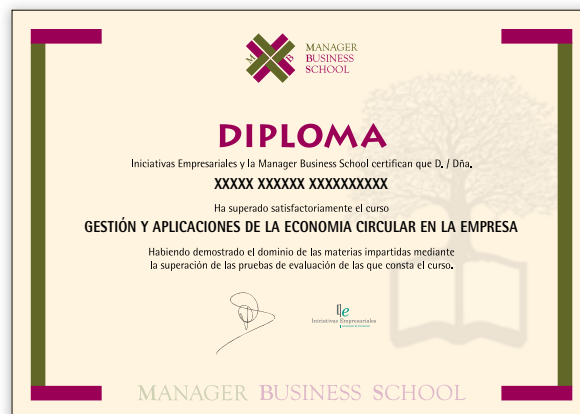 M B
MANAGER
BUSINESS
SCHOOL
DIPLOMA
Iniciativas Empresariales y la Manager Business School certifican que D. / Dña.
XXXXX XXXXXX XXXXXXXXXX
Ha superado satisfactoriamente el curso
GESTIÓN Y APLICACIONES DE LA ECONOMIA CIRCULAR EN LA EMPRESA
Habiendo demostrado el dominio de las materias impartidas mediante
la superación de las pruebas de evaluación de las que consta el curso.
Iniciativas Empresariales
MANAGER BUSINESS SCHOOL